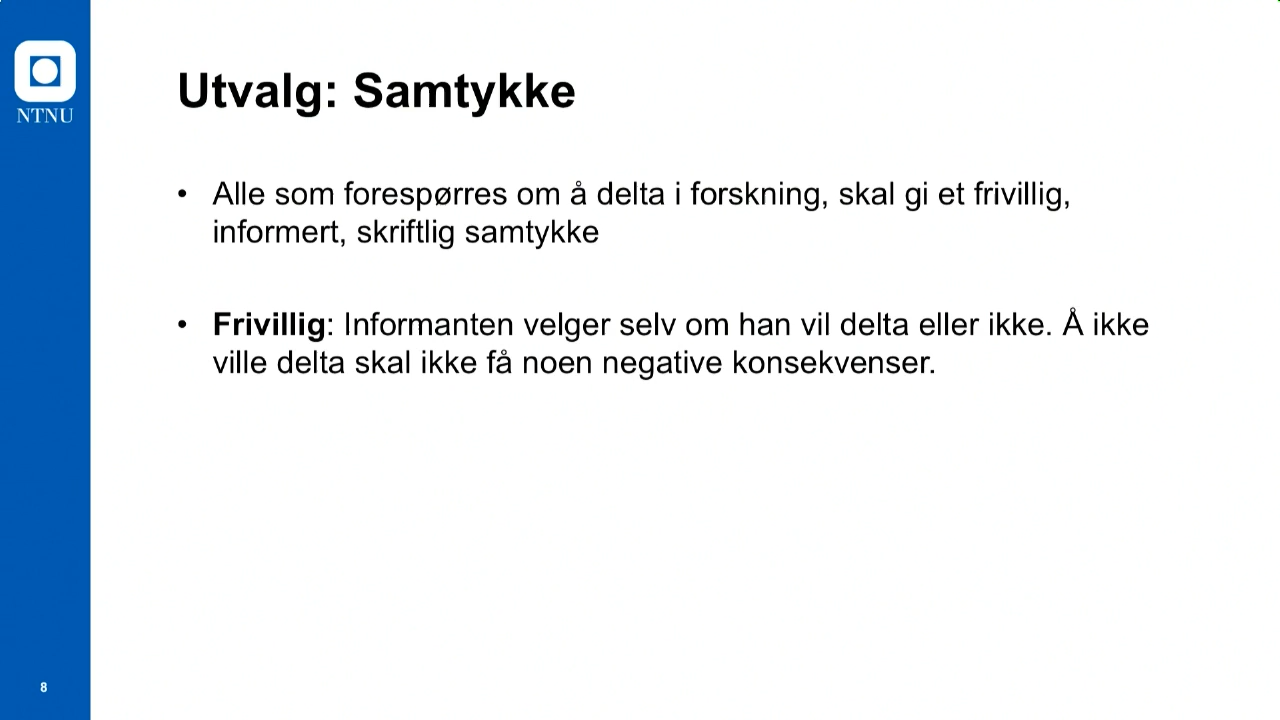 NTNU
Utvalg: Samtykke
• Alle som forespørres om å delta i forskning, skal gi et frivillig,
informert, skriftlig samtykke
• Frivillig: Informanten velger selv om han vil delta eller ikke. Å ikke
ville delta skal ikke få noen negative konsekvenser.
8